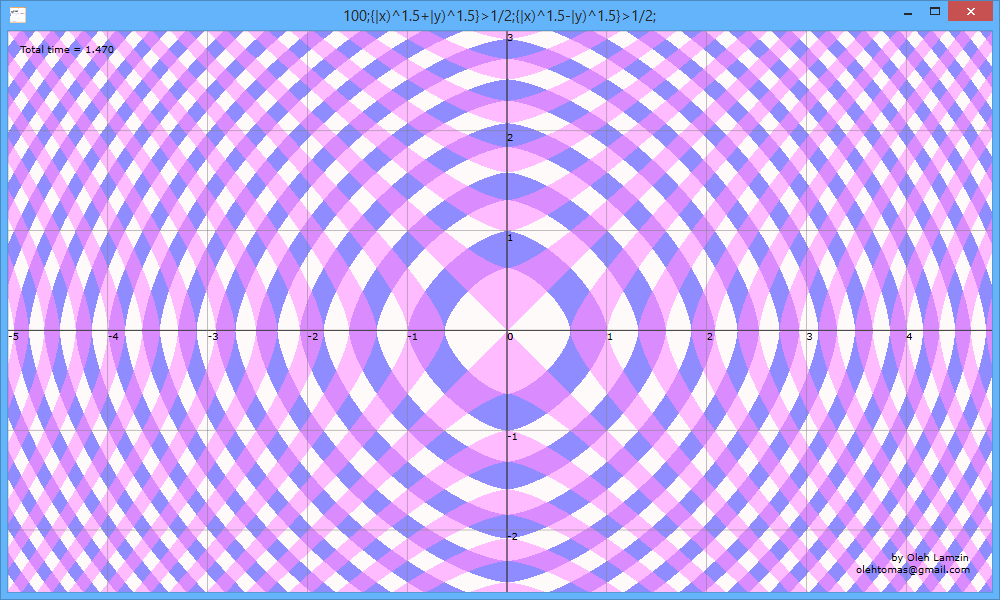 100;{|x)^1.5+|y)^1.5}>1/2;{|x)^1.5-|y)^1.5}>1/2;
Total time = 1.470
3
2
1
-5 -4 -3 -2 -1 0 1 2 3 4
-1
-2
by Oleh Lamzin
olehtomas@gmail.com